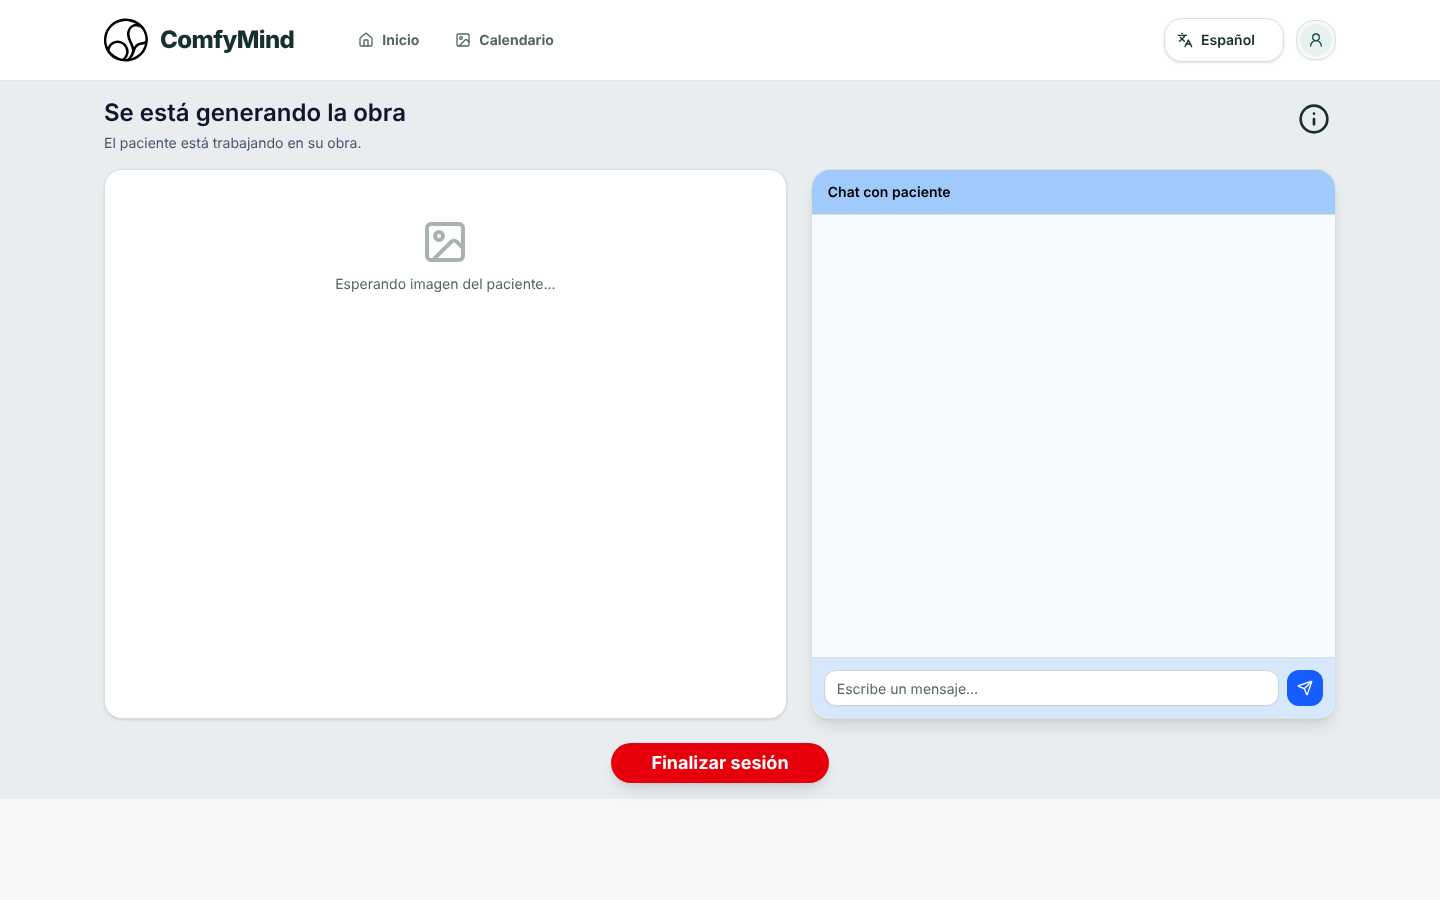 ComfyMind
Inicio
Calendario
Español
Se está generando la obra
El paciente está trabajando en su obra.
Esperando imagen del paciente...
Chat con paciente
Escribe un mensaje...
Finalizar sesión